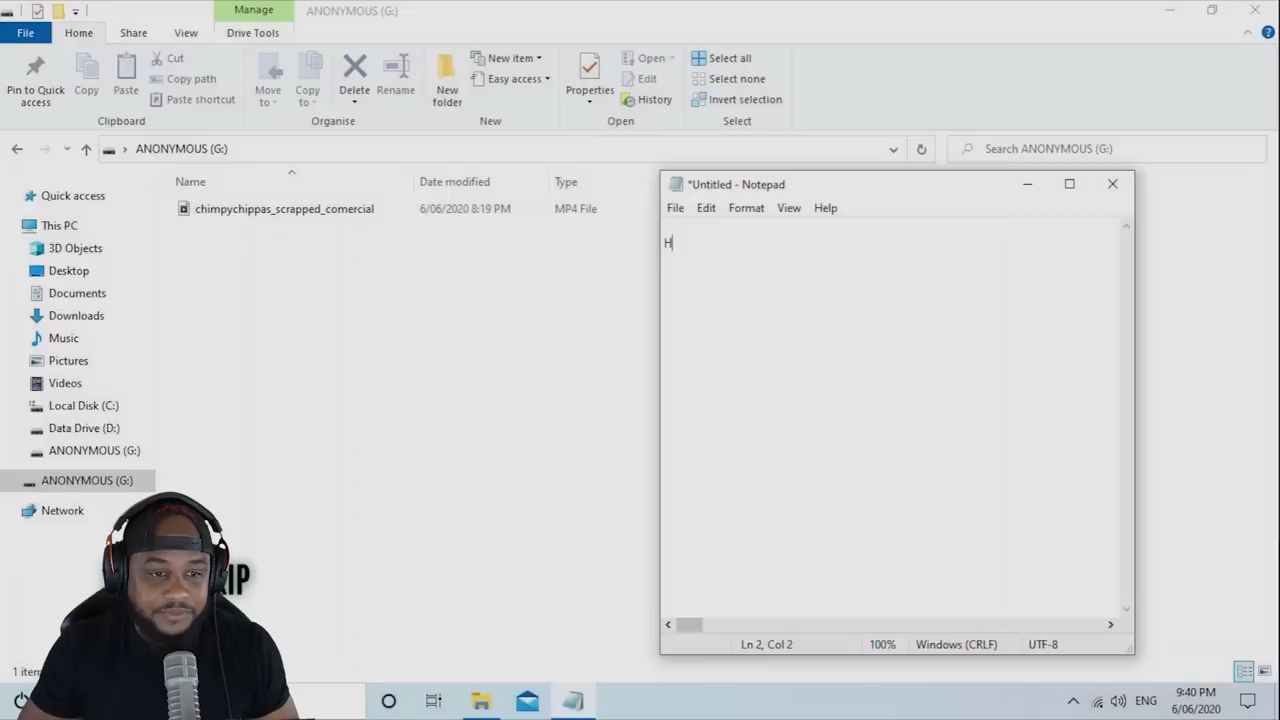 Manage
ANONYMOUS (G:)
File
Home
Share
View
Drive Tools
Pin to Quick access
Copy
Paste
Cut
Copy path
Paste shortcut
Move to
Copy to
Delete
Rename
New folder
New item
Easy access
Properties
Open
Edit
History
Select all
Select none
Invert selection
Clipboard
Organise
New
Open
Select
ANONYMOUS (G:)
Search ANONYMOUS (G:)
Name
Date modified
Type
chimpychippas_scrapped_comercial
6/06/2020 8:19 PM
MP4 File
Quick access
This PC
3D Objects
Desktop
Documents
Downloads
Music
Pictures
Videos
Local Disk (C:)
Data Drive (D:)
ANONYMOUS (G:)
ANONYMOUS (G:)
Network
*Untitled - Notepad
File
Edit
Format
View
Help
H
Ln 2, Col 2
100%
Windows (CRLF)
UTF-8
ENG
9:40 PM
6/06/2020